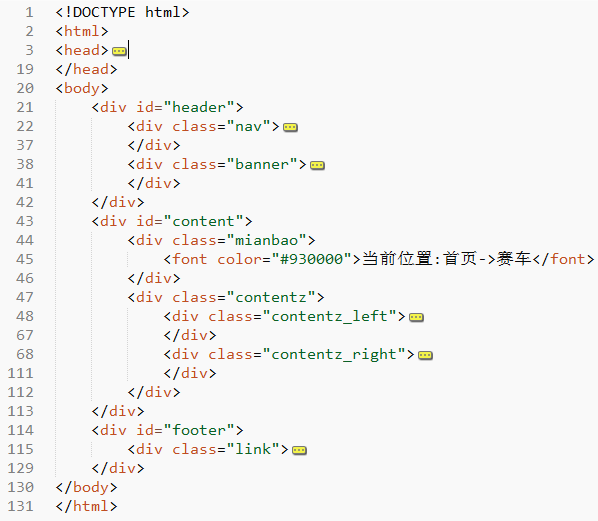 1 <!DOCTYPE html>
2 <html>
3 <head>
19 </head>
20 <body>
21 <div id="header">
22 <div class="nav">
37 </div>
38 <div class="banner">
41 </div>
42 </div>
43 <div id="content">
44 <div class="mianbao">
45 <font color="#930000">当前位置:首页->赛车</font>
46 </div>
47 <div class="contentz">
48 <div class="contentz_left">
67 </div>
68 <div class="contentz_right">
111 </div>
112 </div>
113 </div>
114 <div id="footer">
115 <div class="link">
129 </div>
130 </body>
131 </html>